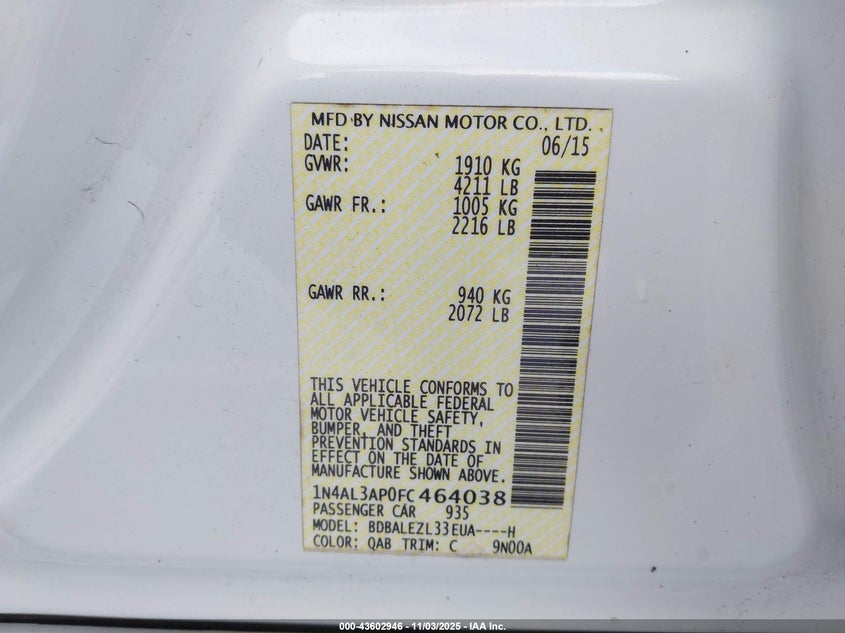 MFD BY NISSAN MOTOR CO., LTD.
DATE: 06/15
GVWR: 1910 KG
4211 LB
GAWR FR.: 1005 KG
2216 LB
GAWR RR.: 940 KG
2072 LB
THIS VEHICLE CONFORMS TO
ALL APPLICABLE FEDERAL
MOTOR VEHICLE SAFETY,
BUMPER, AND THEFT
PREVENTION STANDARDS IN
EFFECT ON THE DATE OF
MANUFACTURE SHOWN ABOVE.
1N4AL3AP0FC464038
PASSENGER CAR 935
MODEL: BDBALEZL33EUA----H
COLOR: QAB TRIM: C 9N00A
000-43602946 - 11/03/2025 - IAA Inc.